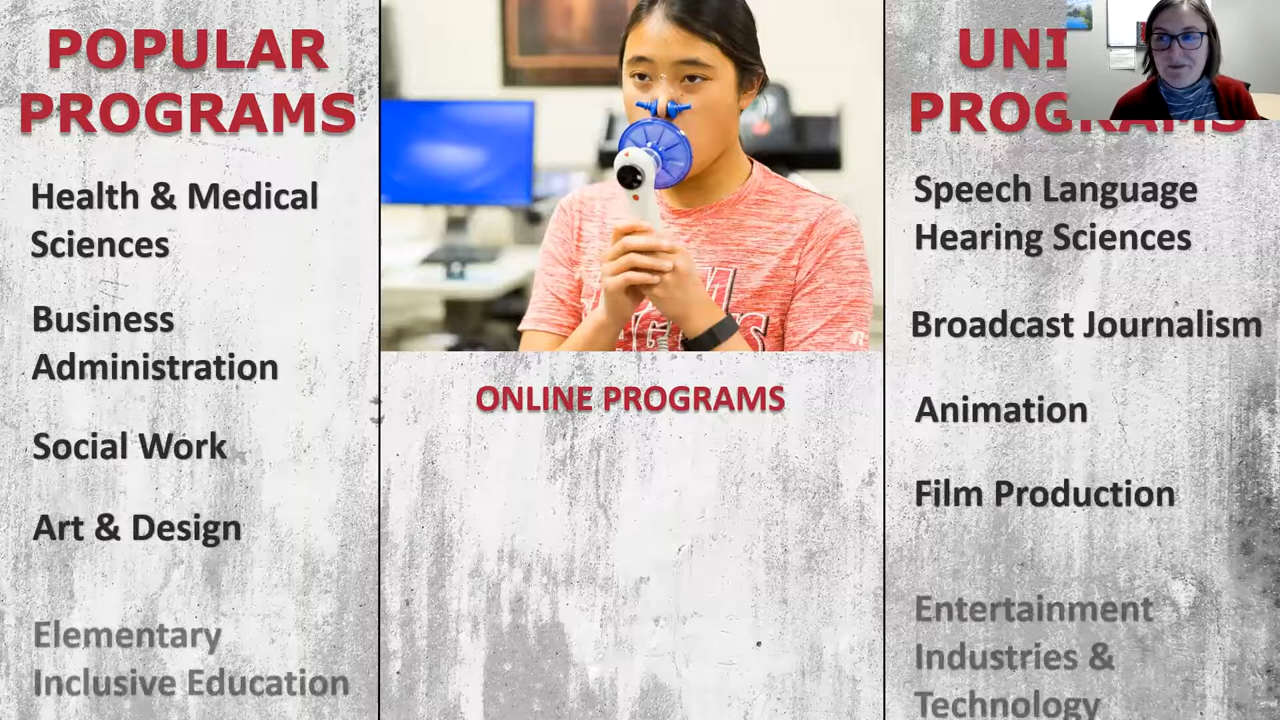 POPULAR
PROGRAMS
Health & Medical
Sciences
Business
Administration
Social Work
Art & Design
Elementary
Inclusive Education
ONLINE PROGRAMS
Speech Language
Hearing Sciences
Broadcast Journalism
Animation
Film Production
Entertainment
Industries &
Technology